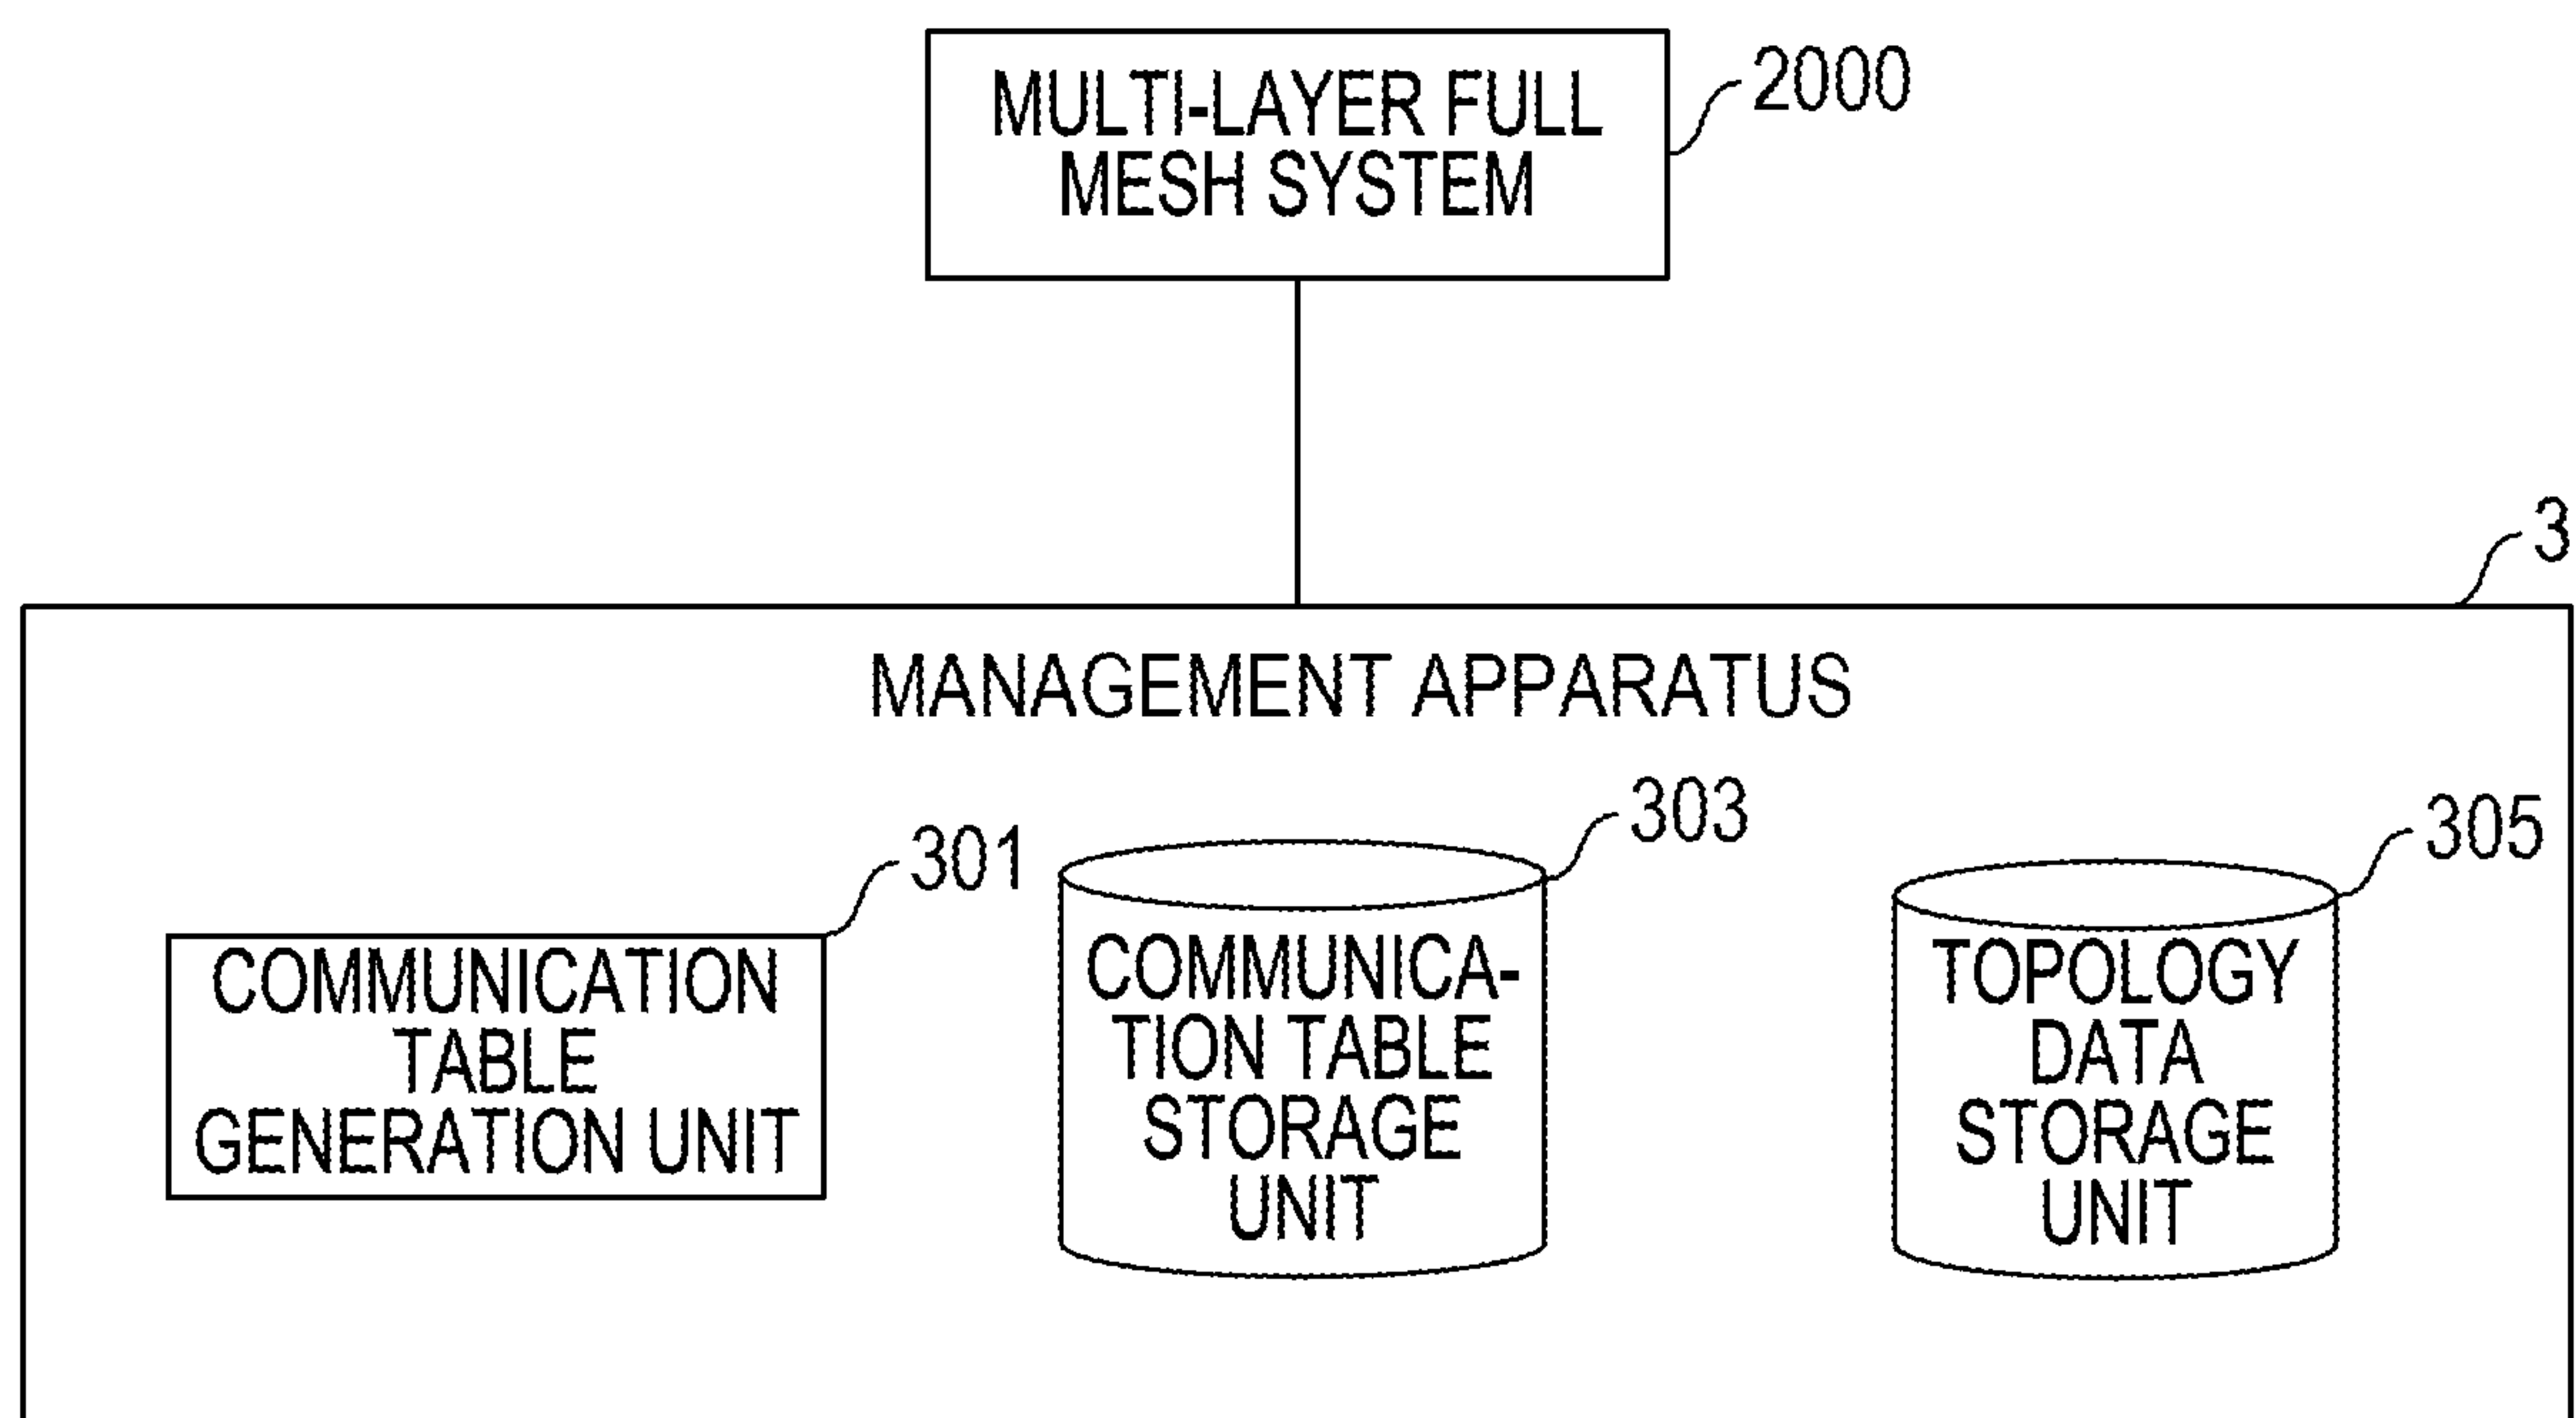 MULTI-LAYER FULL
MESH SYSTEM
2000
3
MANAGEMENT APPARATUS
301
COMMUNICATION
TABLE
GENERATION UNIT
303
COMMUNICA-
TION TABLE
STORAGE
UNIT
305
TOPOLOGY
DATA
STORAGE
UNIT